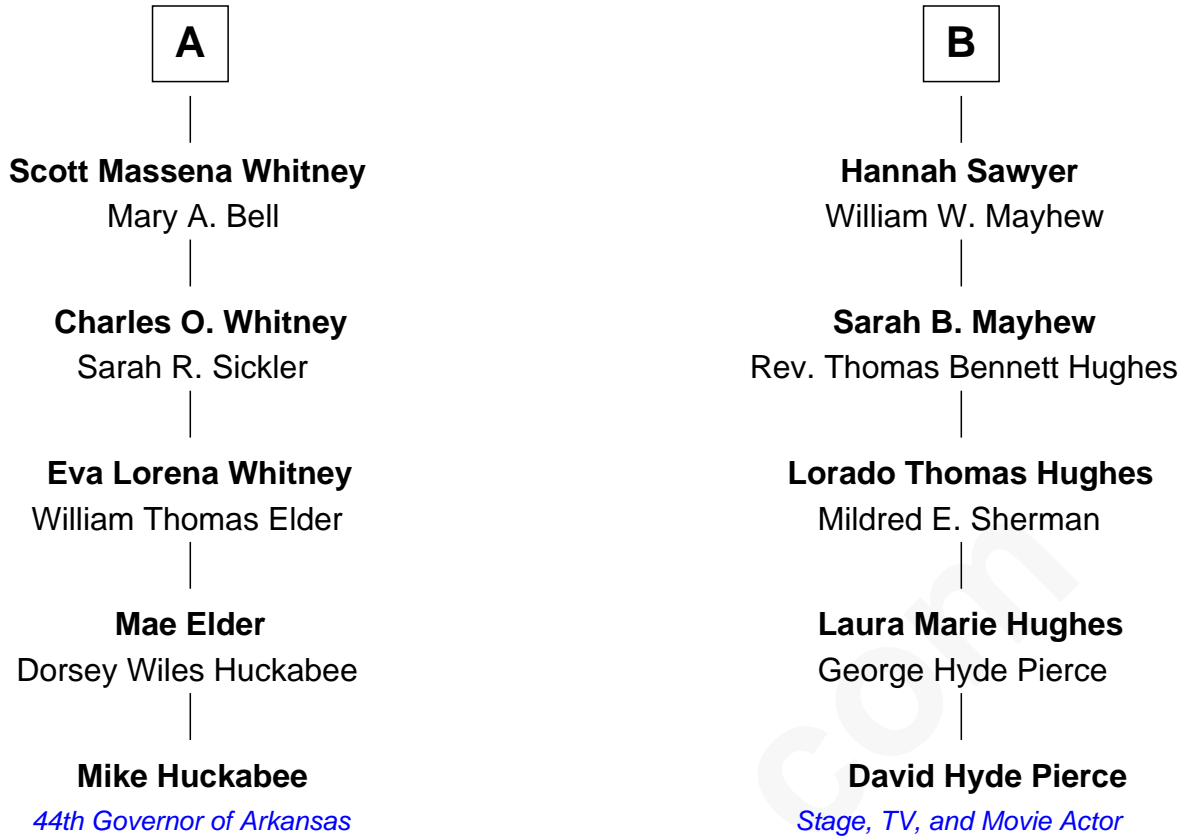 A
Scott Massena Whitney
Mary A. Bell
Charles O. Whitney
Sarah R. Sickler
Eva Lorena Whitney
William Thomas Elder
Mae Elder
Dorsey Wiles Huckabee
Mike Huckabee
44th Governor of Arkansas
B
Hannah Sawyer
William W. Mayhew
Sarah B. Mayhew
Rev. Thomas Bennett Hughes
Lorado Thomas Hughes
Mildred E. Sherman
Laura Marie Hughes
George Hyde Pierce
David Hyde Pierce
Stage, TV, and Movie Actor
com